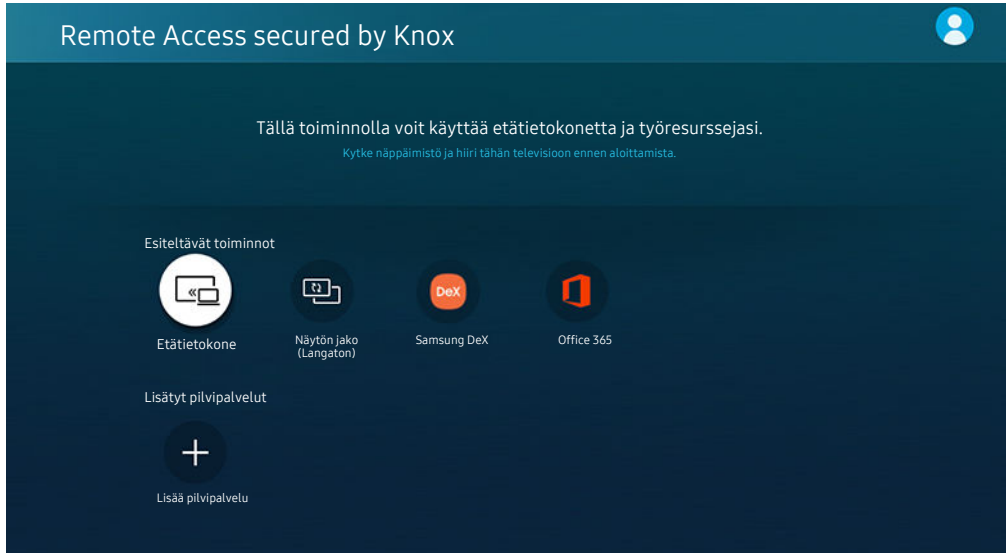 Remote Access secured by Knox
Tällä toiminnolla voit käyttää etätietokonetta ja työresurssejasi.
Kytke näppäimistö ja hiiri tähän televisioon ennen aloittamista.
Esiteltävät toiminnot
DeX
Etätietokone
Näytön jako
(Langaton)
Samsung DeX
Office 365
Lisätyt pilvipalvelut
Lisää pilvipalvelu